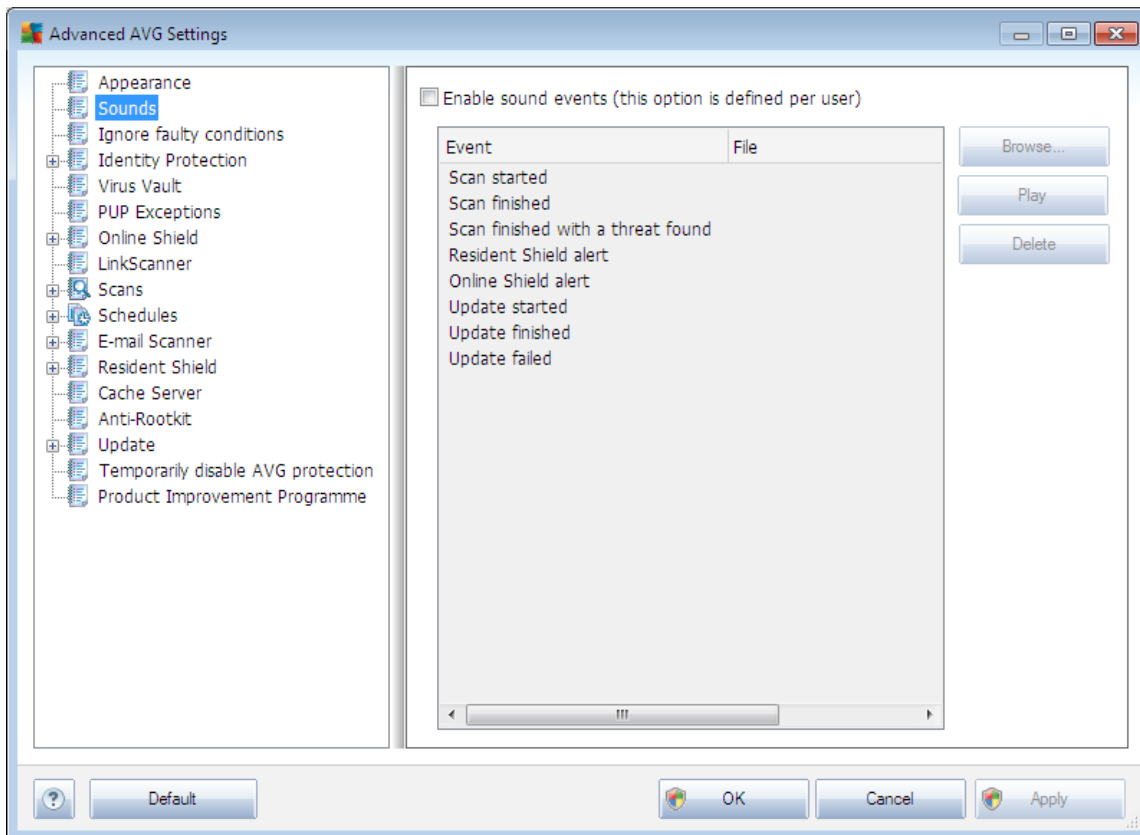 Advanced AVG Settings
Appearance
Sounds
Ignore faulty conditions
Identity Protection
Virus Vault
PUP Exceptions
Online Shield
LinkScanner
Scans
Schedules
E-mail Scanner
Resident Shield
Cache Server
Anti-Rootkit
Update
Temporarily disable AVG protection
Product Improvement Programme
Enable sound events (this option is defined per user)
Event File
Scan started
Scan finished
Scan finished with a threat found
Resident Shield alert
Online Shield alert
Update started
Update finished
Update failed
Browse...
Play
Delete
? Default OK Cancel Apply